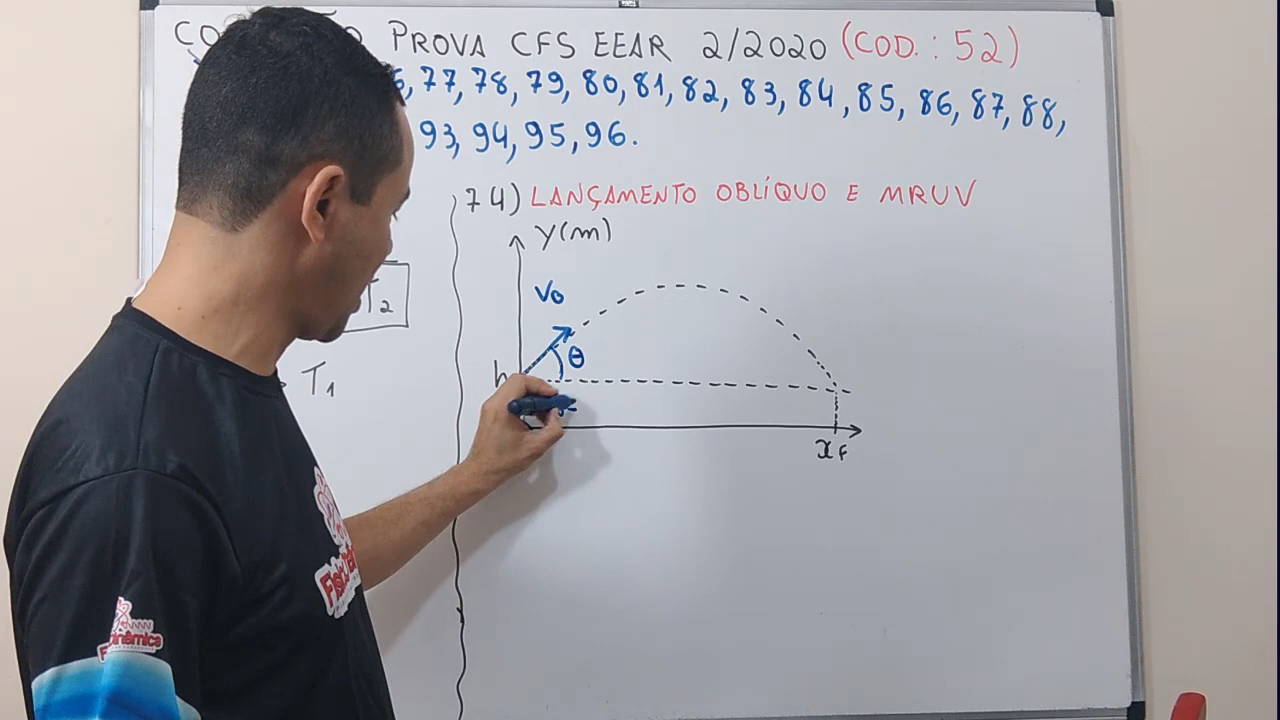 PROVA CFS EEAR 2/2020 (COD.: 52)
77, 78, 79, 80, 81, 82, 83, 84, 85, 86, 87, 88,
93, 94, 95, 96.
74) LANÇAMENTO OBLÍQUO E MRUV
y(m)
V0
T2
θ
h
T1
xF